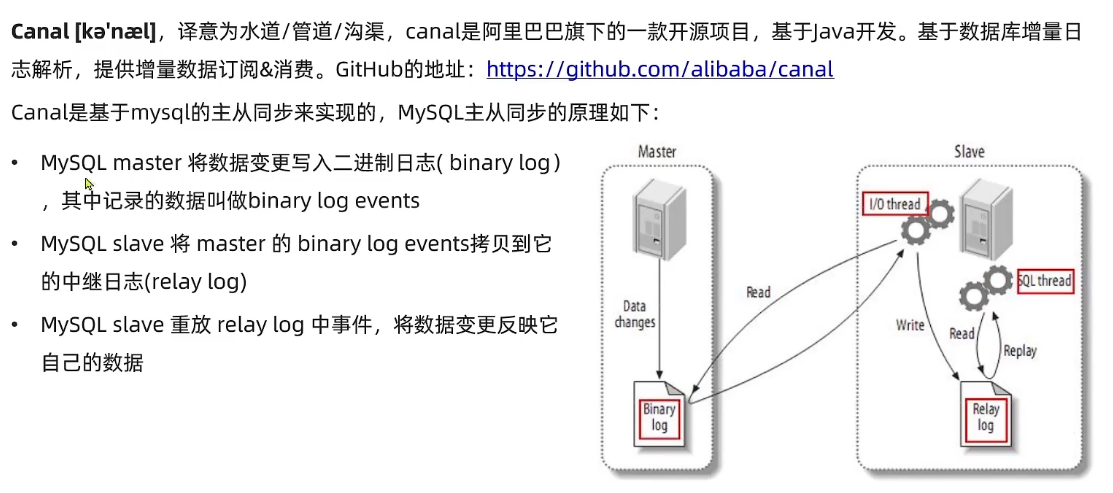 Canal [kə'næl]，译意为水道/管道/沟渠，canal是阿里巴巴旗下的一款开源项目，基于Java开发。基于数据库增量日
志解析，提供增量数据订阅&消费。GitHub的地址：https://github.com/alibaba/canal
Canal是基于mysql的主从同步来实现的，MySQL主从同步的原理如下：
• MySQL master 将数据变更写入二进制日志( binary log）
，其中记录的数据叫做binary log events
• MySQL slave 将 master 的 binary log events拷贝到它
的中继日志(relay log)
• MySQL slave 重放 relay log 中事件，将数据变更反映它
自己的数据
Master
Slave
I/O thread
SQL thread
Data
changes
Read
Write
Read
Replay
Binary
log
Relay
log